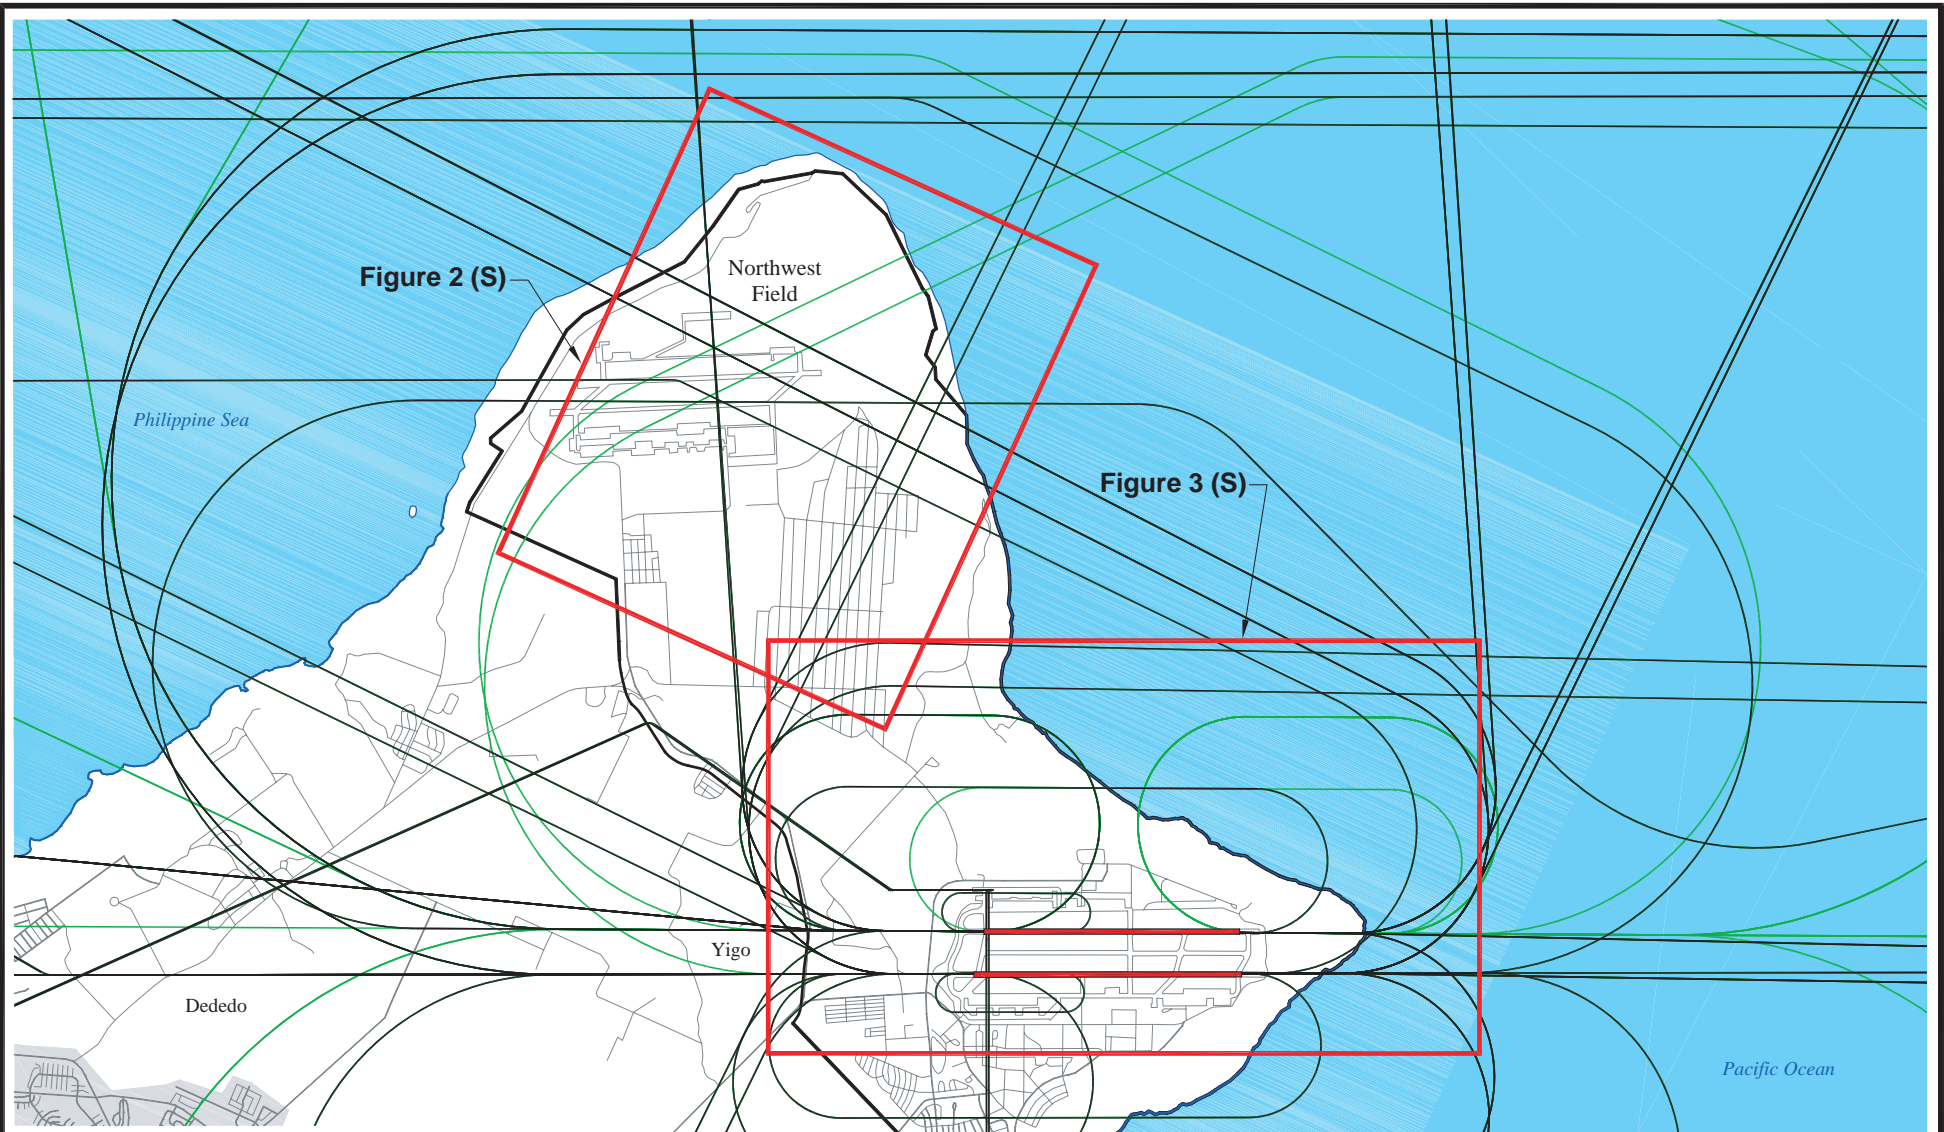 Northwest
Field
Figure 2 (S)
Philippine Sea
Figure 3 (S)
Yigo
Dededo
Pacific Ocean